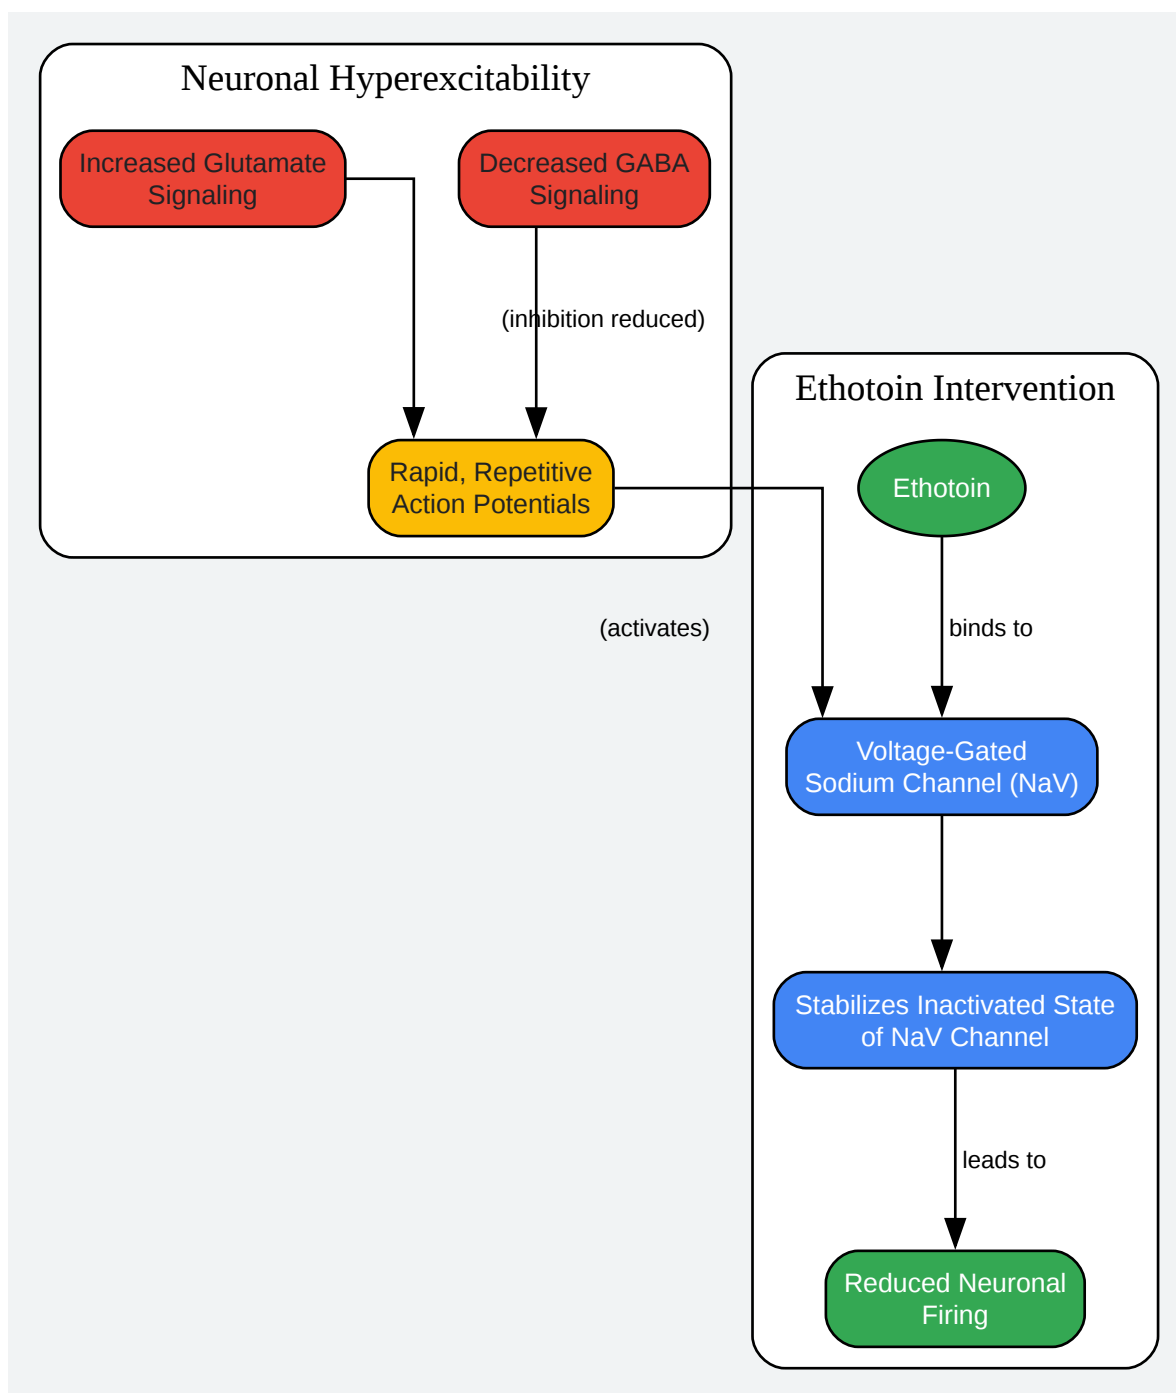 Neuronal Hyperexcitability
Increased Glutamate
Signaling
Decreased GABA
Signaling
(inhibition reduced)
Rapid, Repetitive
Action Potentials
(activates)
Ethotoin Intervention
Ethotoin
binds to
Voltage-Gated
Sodium Channel (NaV)
Stabilizes Inactivated State
of NaV Channel
leads to
Reduced Neuronal
Firing